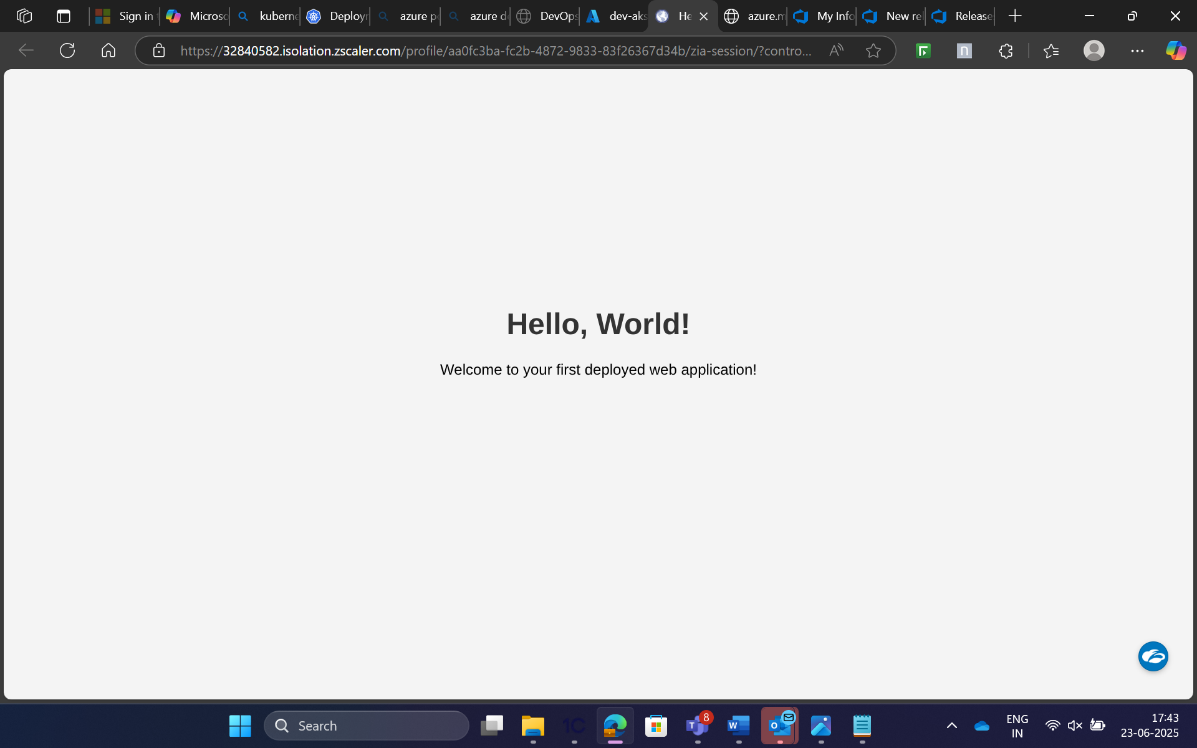 Sign in
Microso
kuberne
Deploy
azure p
azure d
DevOps
dev-aks
He
azure.m
My Info
New re
Release
https://32840582.isolation.zscaler.com/profile/aa0fc3ba-fc2b-4872-9833-83f26367d34b/zia-session/?contro...
Hello, World!
Welcome to your first deployed web application!
Search
8
ENG
IN
17:43
23-06-2025